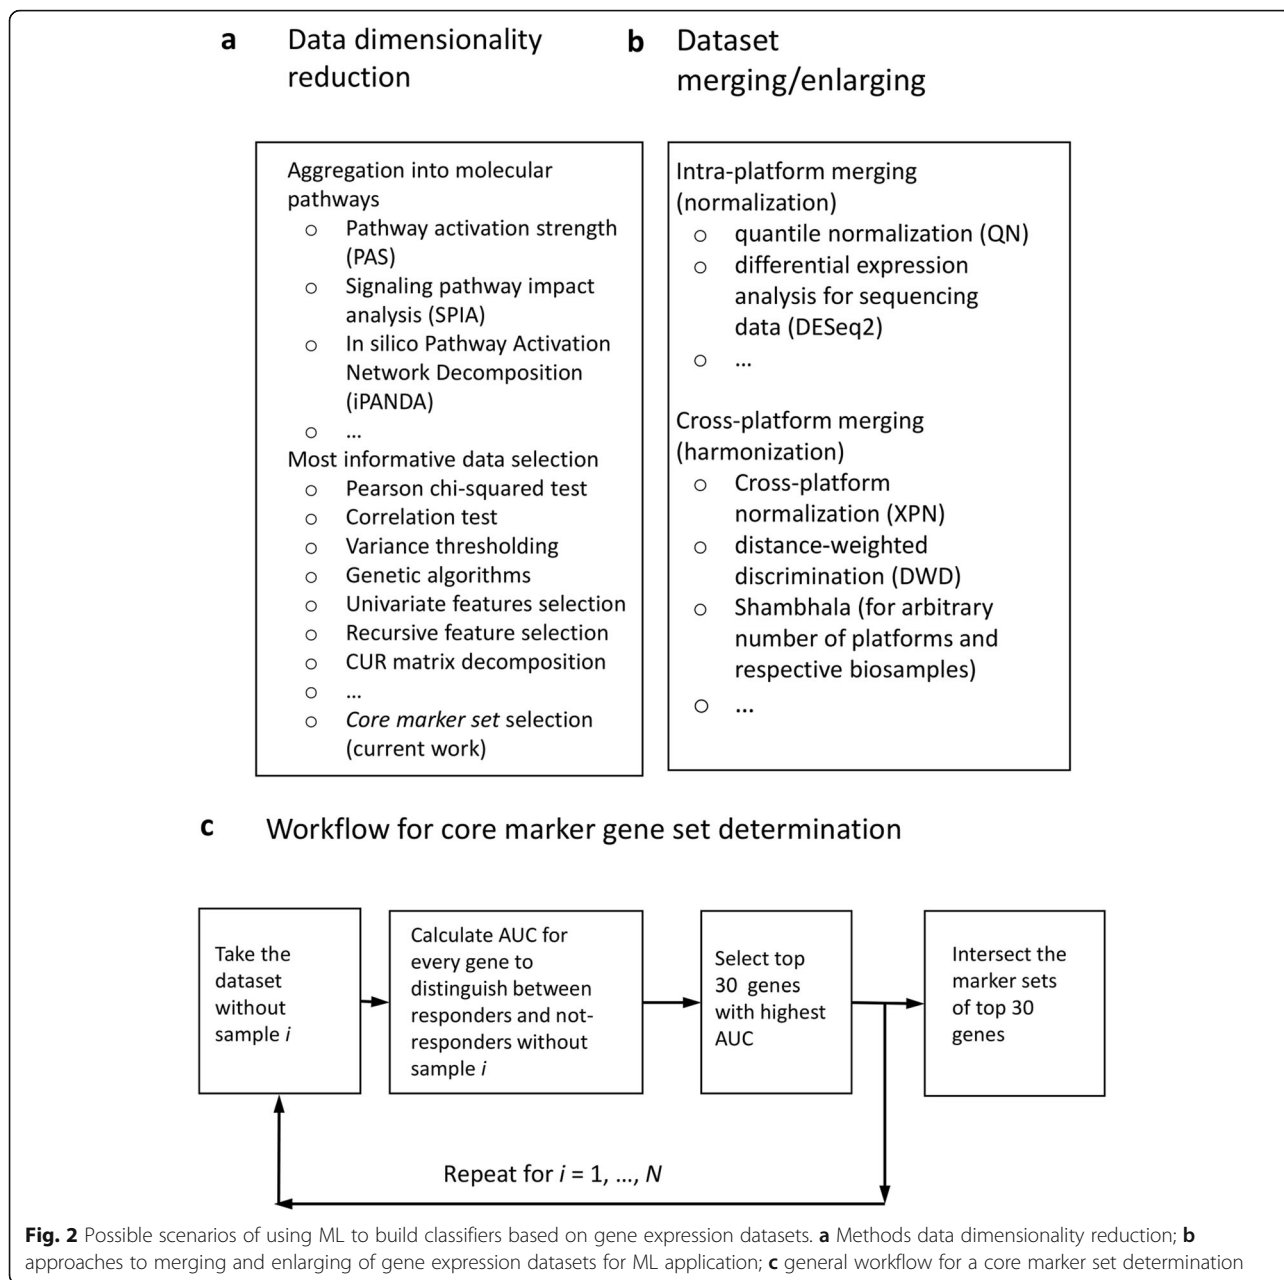 a Data dimensionality
reduction
b Dataset
merging/enlarging
Aggregation into molecular
pathways
○ Pathway activation strength
(PAS)
○ Signaling pathway impact
analysis (SPIA)
○ In silico Pathway Activation
Network Decomposition
(iPANDA)
○ ...
Most informative data selection
○ Pearson chi-squared test
○ Correlation test
○ Variance thresholding
○ Genetic algorithms
○ Univariate features selection
○ Recursive feature selection
○ CUR matrix decomposition
○ ...
○ Core marker set selection
(current work)
Intra-platform merging
(normalization)
○ quantile normalization (QN)
○ differential expression
analysis for sequencing
data (DESeq2)
○ ...
Cross-platform merging
(harmonization)
○ Cross-platform
normalization (XPN)
○ distance-weighted
discrimination (DWD)
○ Shambhala (for arbitrary
number of platforms and
respective biosamples)
○ ...
c Workflow for core marker gene set determination
Take the
dataset
without
sample i
Calculate AUC for
every gene to
distinguish between
responders and not-
responders without
sample i
Select top
30 genes
with highest
AUC
Intersect the
marker sets
of top 30
genes
Repeat for i = 1, ..., N
Fig. 2 Possible scenarios of using ML to build classifiers based on gene expression datasets. a Methods data dimensionality reduction; b
approaches to merging and enlarging of gene expression datasets for ML application; c general workflow for a core marker set determination